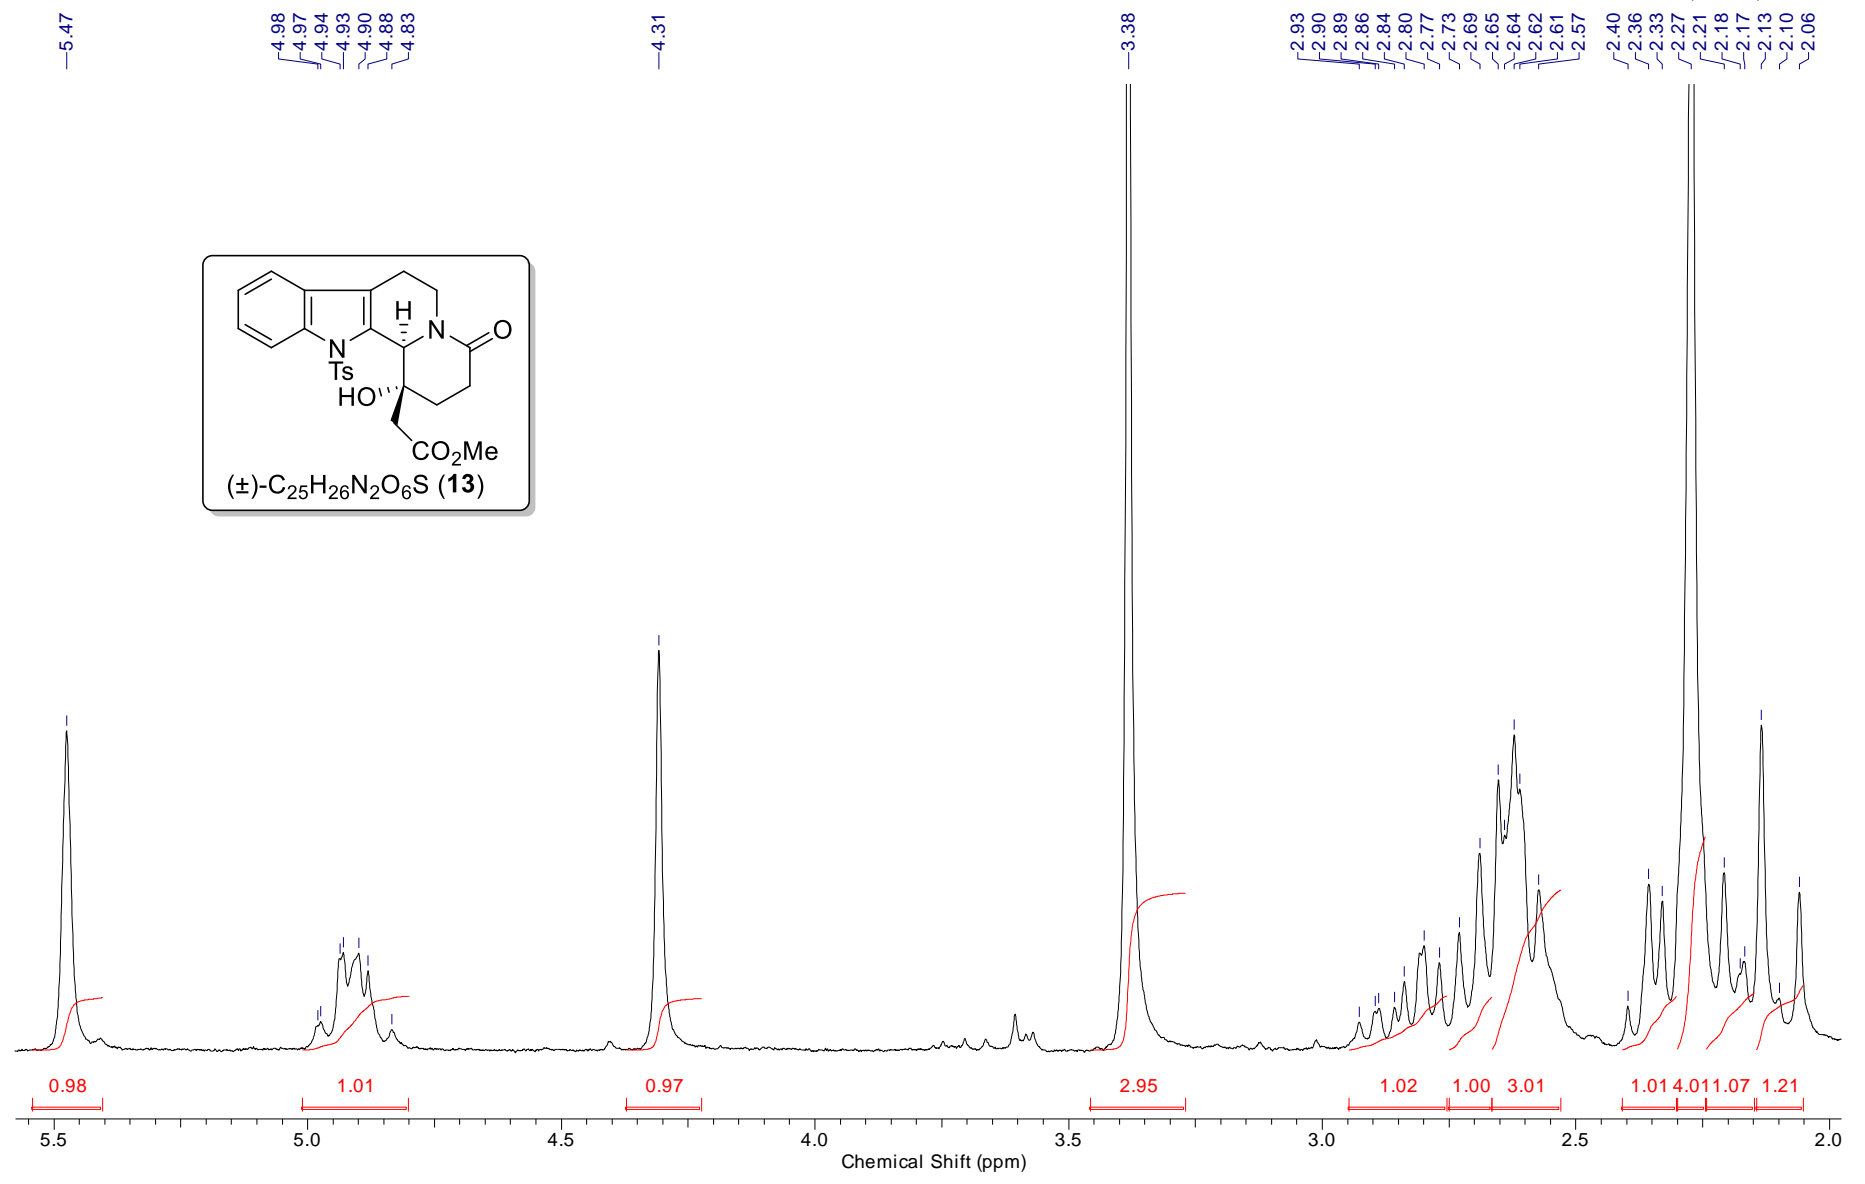 5.47 4.98 4.97 4.94 4.93 4.90 4.88 4.83 4.31 3.38 2.93 2.90 2.89 2.86 2.84 2.80 2.77 2.73 2.69 2.65 2.64 2.62 2.61 2.57 2.40 2.36 2.33 2.27 2.21 2.18 2.17 2.13 2.10 2.06
H
N
O
N
Ts
HO
CO₂Me
(±)-C₂₅H₂₆N₂O₆S (13)
0.98 1.01 0.97 2.95 1.02 1.00 3.01 1.01 4.01 1.07 1.21
5.5 5.0 4.5 4.0 3.5 3.0 2.5 2.0
Chemical Shift (ppm)